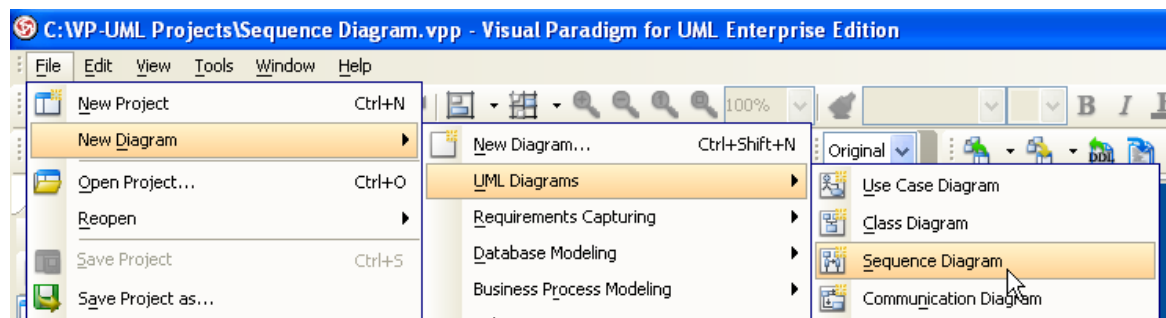 C:\VP-UML Projects\Sequence Diagram.vpp - Visual Paradigm for UML Enterprise Edition
File Edit View Tools Window Help
New Project Ctrl+N
100% B I
New Diagram
New Diagram... Ctrl+Shift+N
Original
DDL
Open Project... Ctrl+O
UML Diagrams
Use Case Diagram
Reopen
Requirements Capturing
Class Diagram
Save Project Ctrl+S
Database Modeling
Sequence Diagram
Save Project as...
Business Process Modeling
Communication Diagram